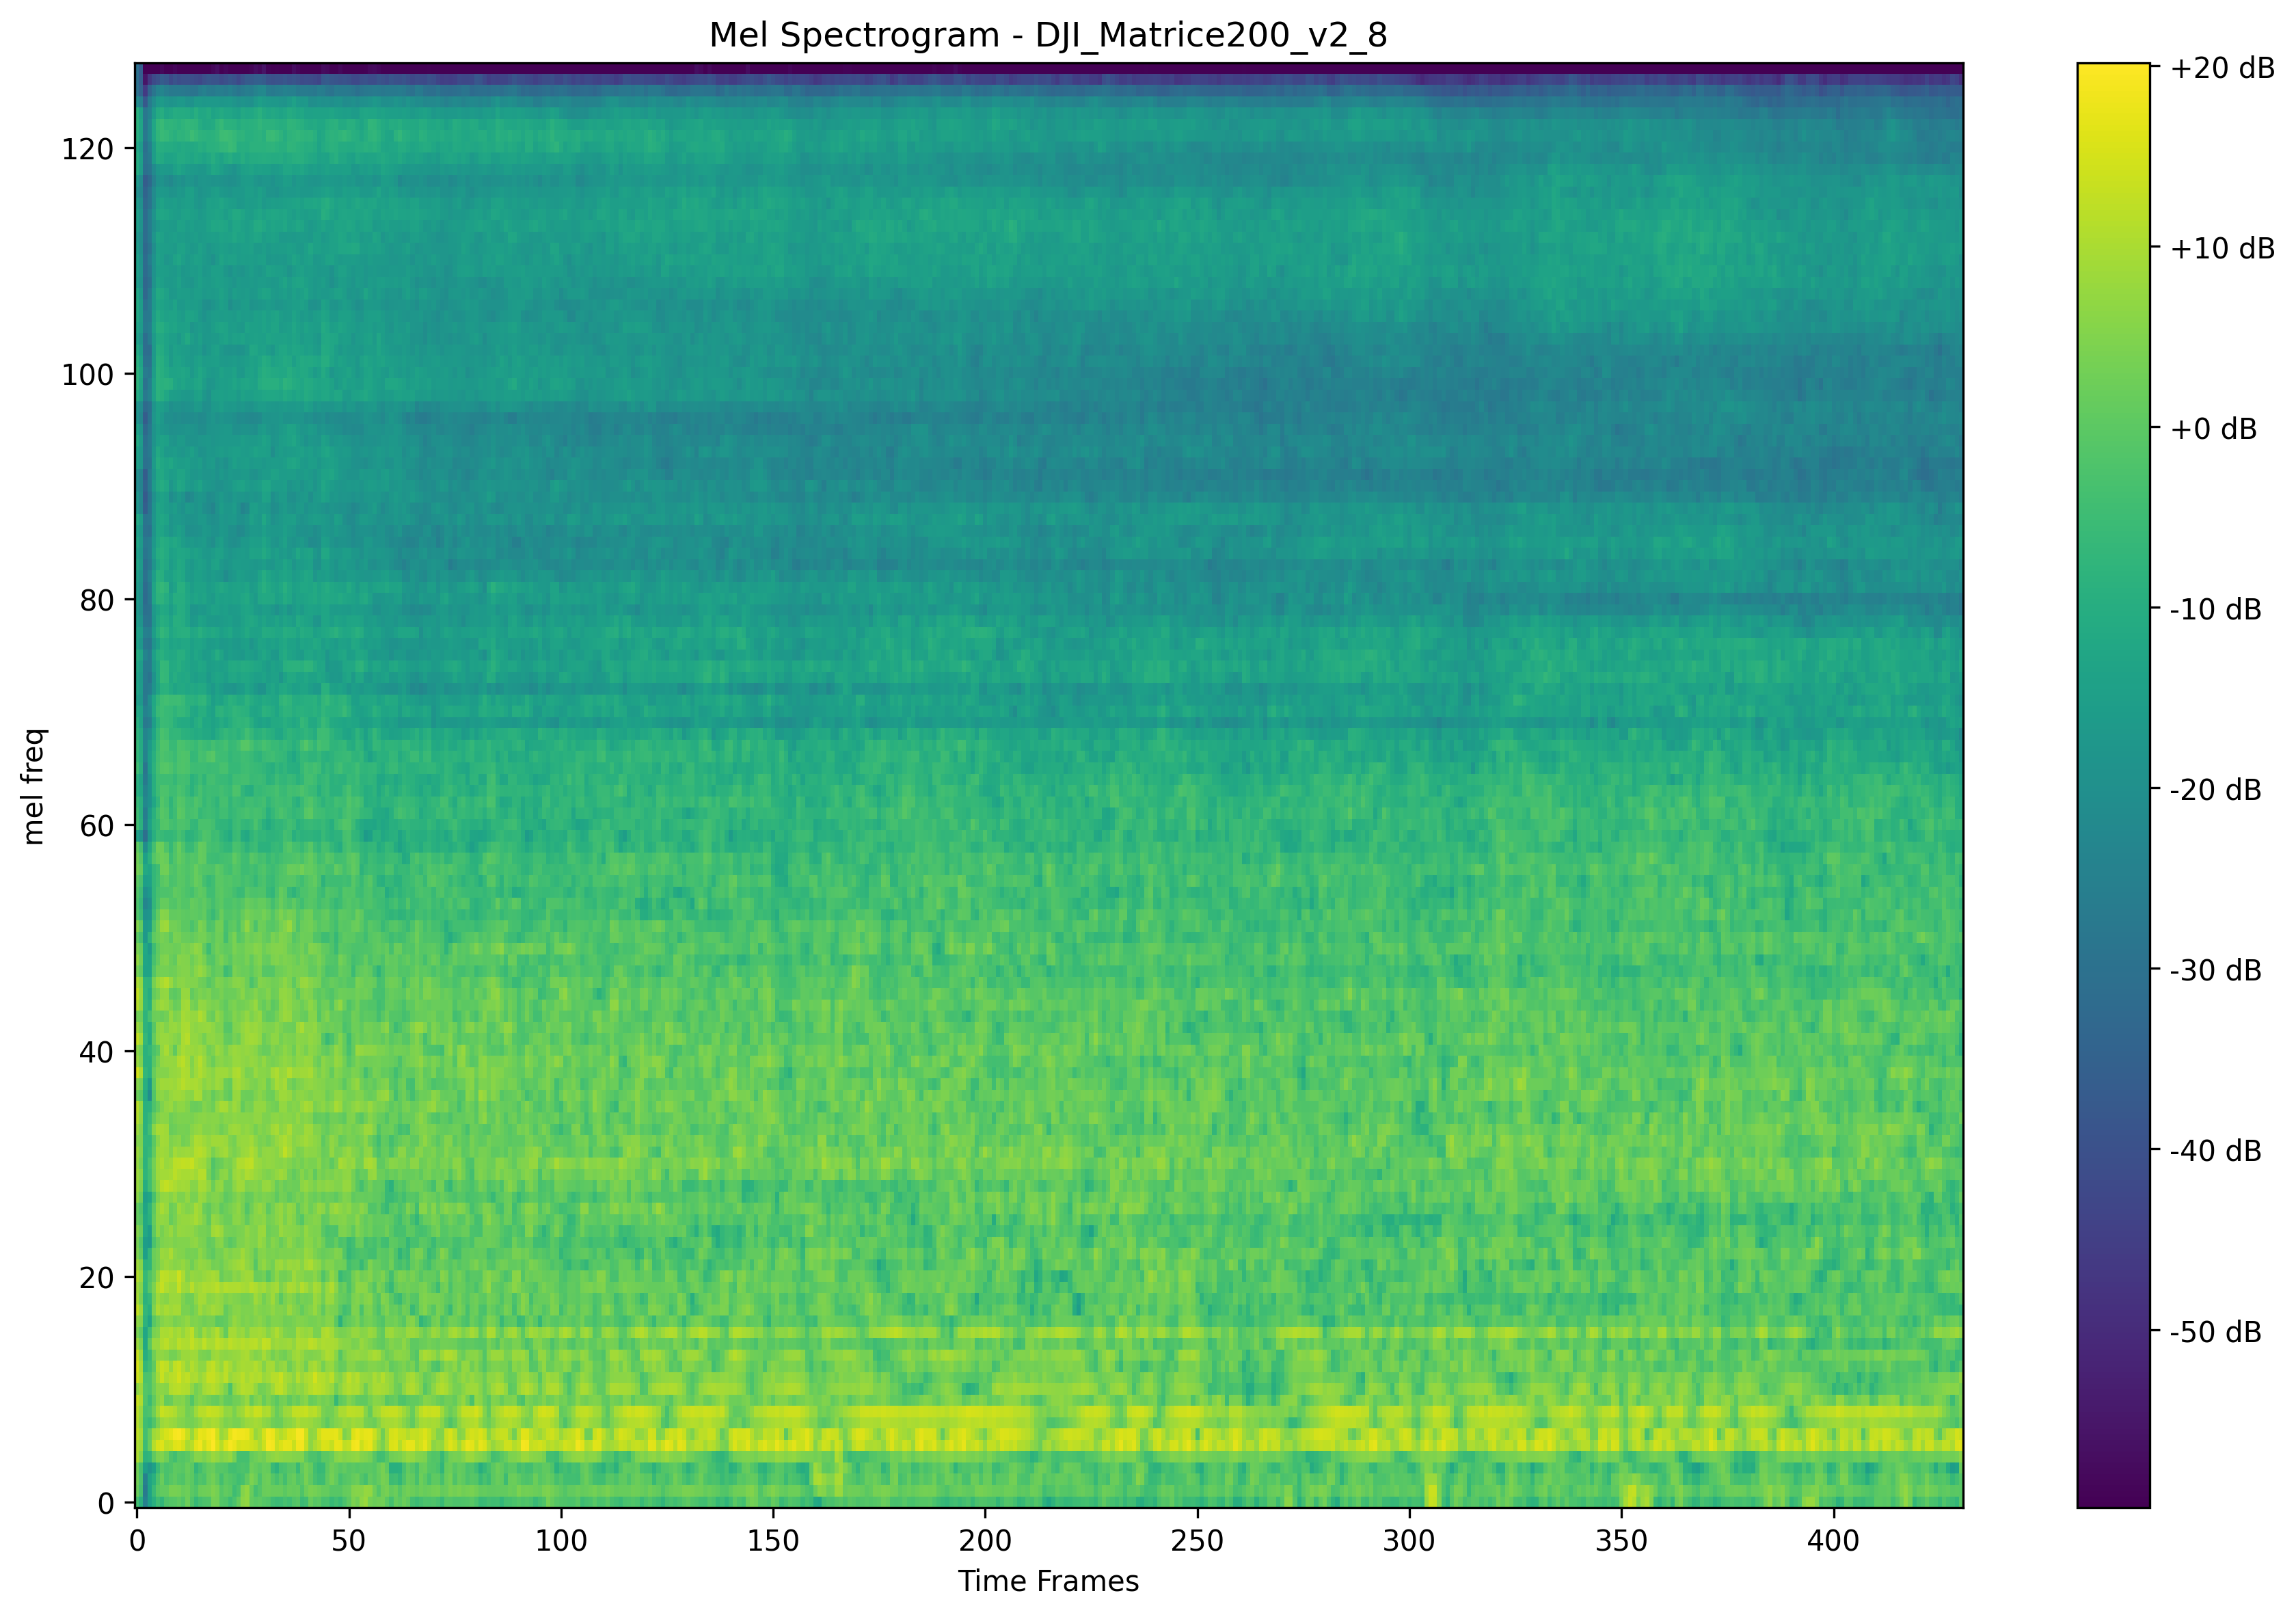 Mel Spectrogram - DJI_Matrice200_v2_8
mel freq
120
100
80
60
40
20
0
0 50 100 150 200 250 300 350 400
Time Frames
+20 dB
+10 dB
+0 dB
-10 dB
-20 dB
-30 dB
-40 dB
-50 dB